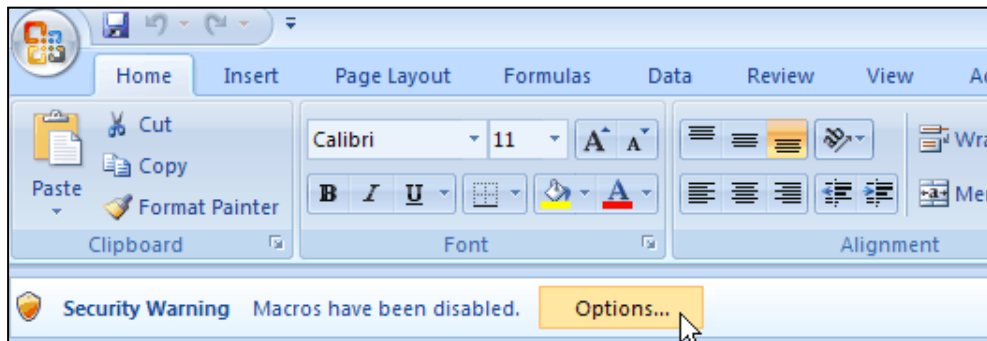 Home Insert Page Layout Formulas Data Review View
Cut
Calibri 11 A A
Copy
Paste
B I U A
Format Painter
Clipboard Font Alignment
Security Warning Macros have been disabled. Options...